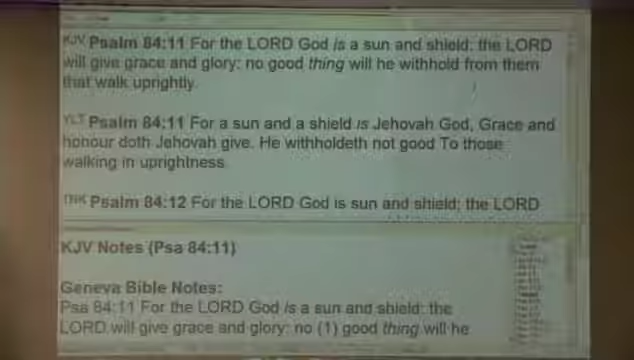 KJV Psalm 84:11 For the LORD God is a sun and shield: the LORD
will give grace and glory: no good thing will he withhold from them
that walk uprightly.
YLT Psalm 84:11 For a sun and a shield is Jehovah God, Grace and
honour doth Jehovah give. He withholdeth not good To those
walking in uprightness.
TNK Psalm 84:12 For the LORD God is sun and shield; the LORD
KJV Notes (Psa 84:11)
Geneva Bible Notes:
Psa 84:11 For the LORD God is a sun and shield: the
LORD will give grace and glory: no (1) good thing will he